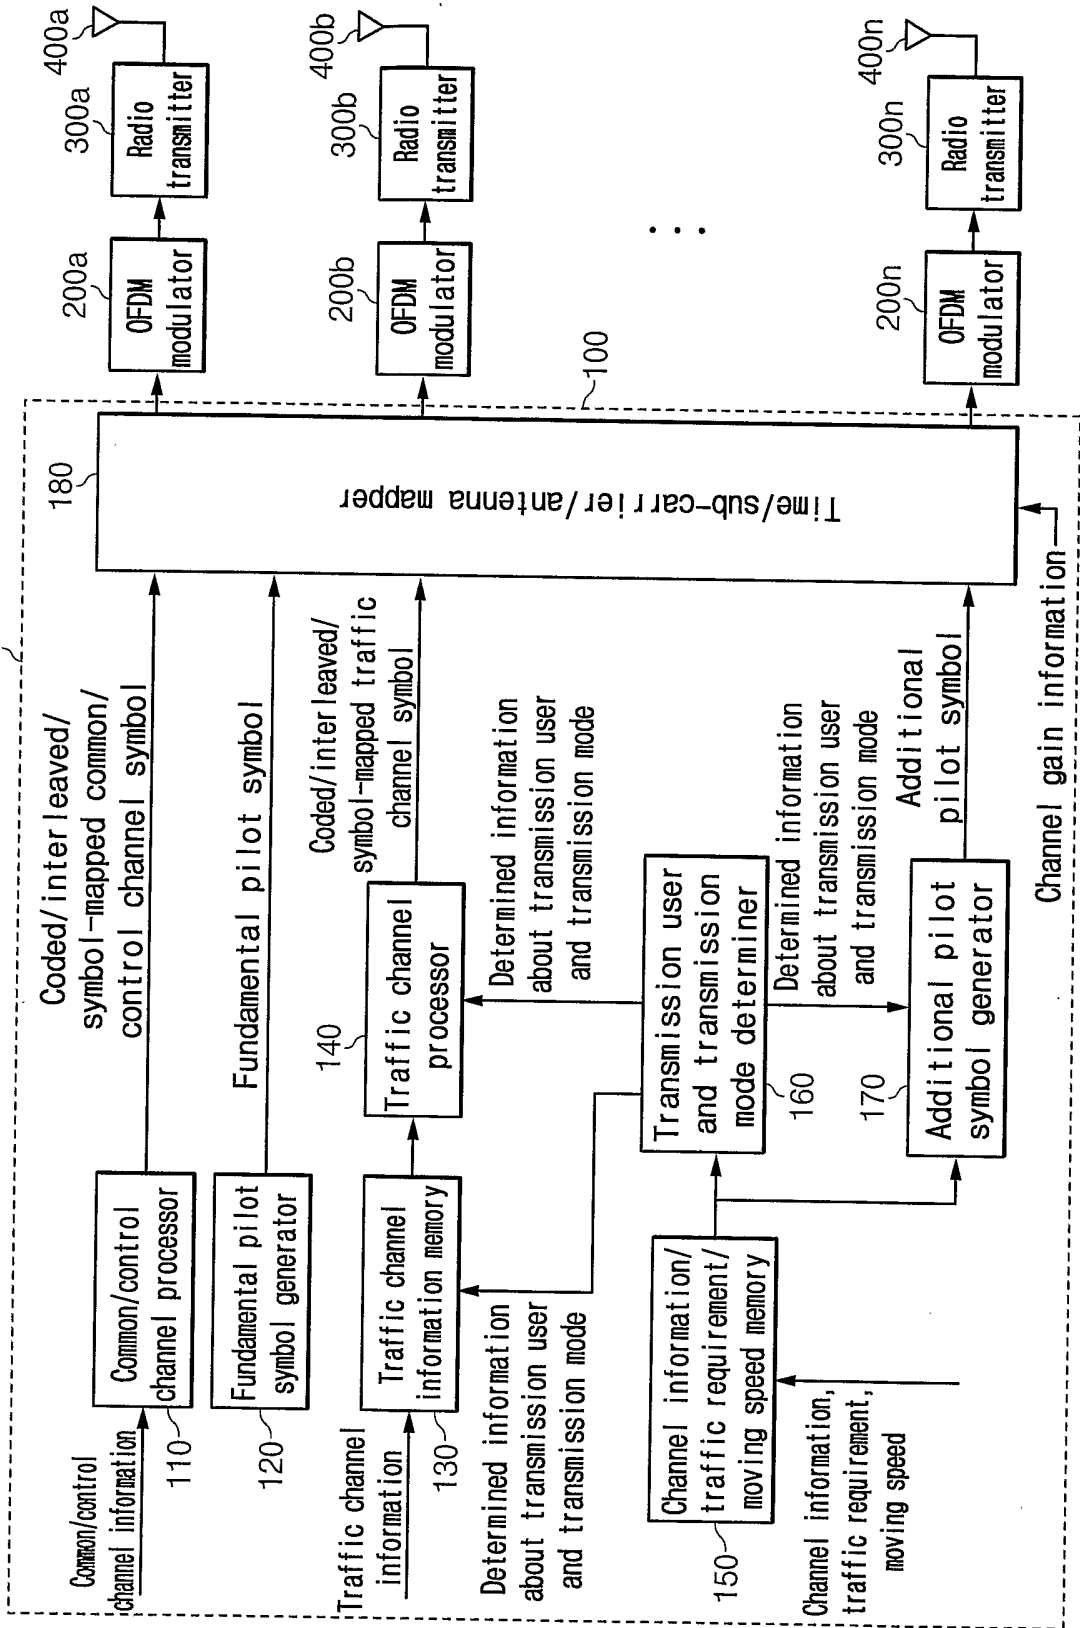 Common/control
channel information
110
Common/control
channel processor
Coded/interleaved/
symbol-mapped common/
control channel symbol
120
Fundamental pilot
symbol generator
Fundamental pilot symbol
Traffic channel
information
130
Traffic channel
information memory
140
Traffic channel
processor
Coded/interleaved/
symbol-mapped traffic
channel symbol
Determined information
about transmission user
and transmission mode
Determined information
about transmission user
and transmission mode
150
Channel information/
traffic requirement/
moving speed memory
Channel information,
traffic requirement,
moving speed
Transmission user
and transmission
mode determiner
160
Determined information
about transmission user
and transmission mode
170
Additional pilot
symbol generator
Additional
pilot symbol
Channel gain information
180
Time/sub-carrier/antenna mapper
100
200a
OFDM
modulator
300a
Radio
transmitter
400a
200b
OFDM
modulator
300b
Radio
transmitter
400b
...
200n
OFDM
modulator
300n
Radio
transmitter
400n